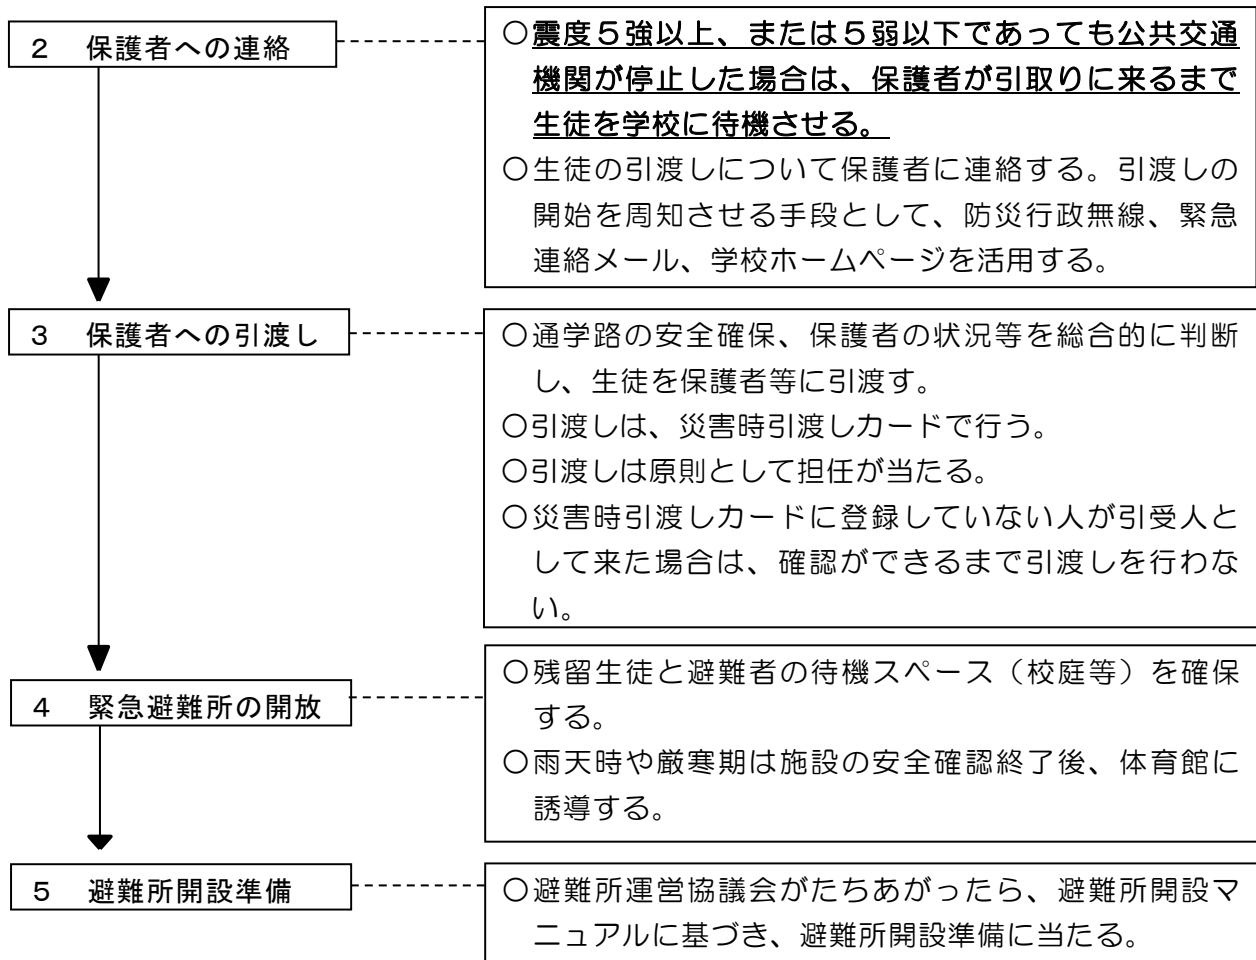 2 保護者への連絡
○震度５強以上、または５弱以下であっても公共交通
機関が停止した場合は、保護者が引取りに来るまで
生徒を学校に待機させる。
○生徒の引渡しについて保護者に連絡する。引渡しの
開始を周知させる手段として、防災行政無線、緊急
連絡メール、学校ホームページを活用する。
3 保護者への引渡し
○通学路の安全確保、保護者の状況等を総合的に判断
し、生徒を保護者等に引渡す。
○引渡しは、災害時引渡しカードで行う。
○引渡しは原則として担任が当たる。
○災害時引渡しカードに登録していない人が引受人と
して来た場合は、確認ができるまで引渡しを行わな
い。
4 緊急避難所の開放
○残留生徒と避難者の待機スペース（校庭等）を確保
する。
○雨天時や厳寒期は施設の安全確認終了後、体育館に
誘導する。
5 避難所開設準備
○避難所運営協議会がたちあがったら、避難所開設マ
ニュアルに基づき、避難所開設準備に当たる。